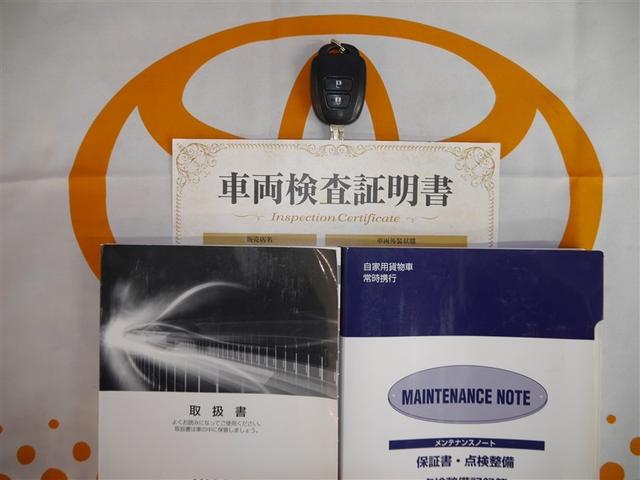 車両検査証明書
Inspection Certificate
販売店名
車両外装状態
取扱書
よくお読みになってご使用ください。
取扱書は車の中に保管しましょう。
自家用貨物車
常時携行
MAINTENANCE NOTE
メンテナンスノート
保証書・点検整備